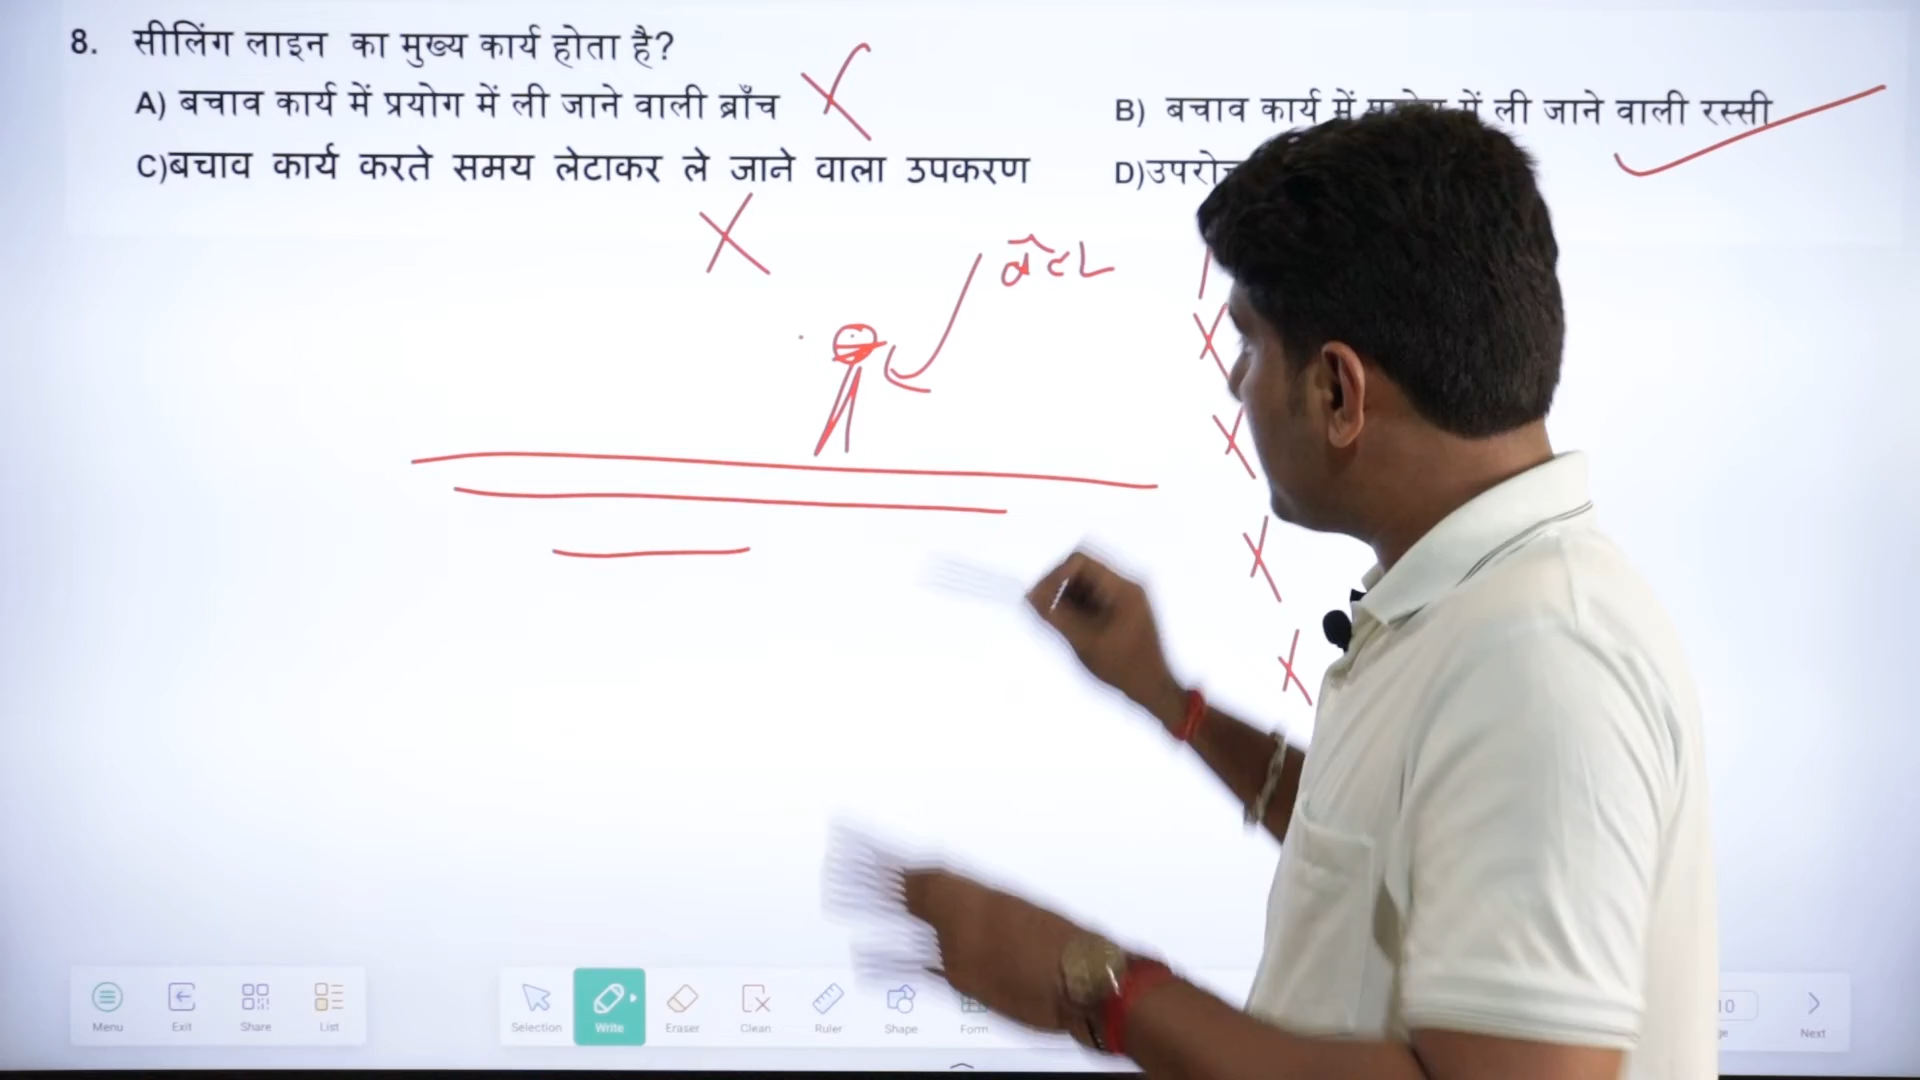 8. सीलिंग लाइन का मुख्य कार्य होता है?
A) बचाव कार्य में प्रयोग में ली जाने वाली ब्राँच
B) बचाव कार्य में में ली जाने वाली रस्सी
C)बचाव कार्य करते समय लेटाकर ले जाने वाला उपकरण
D)
Menu Exit Share List Selection Write Eraser Clean Ruler Shape Form Next